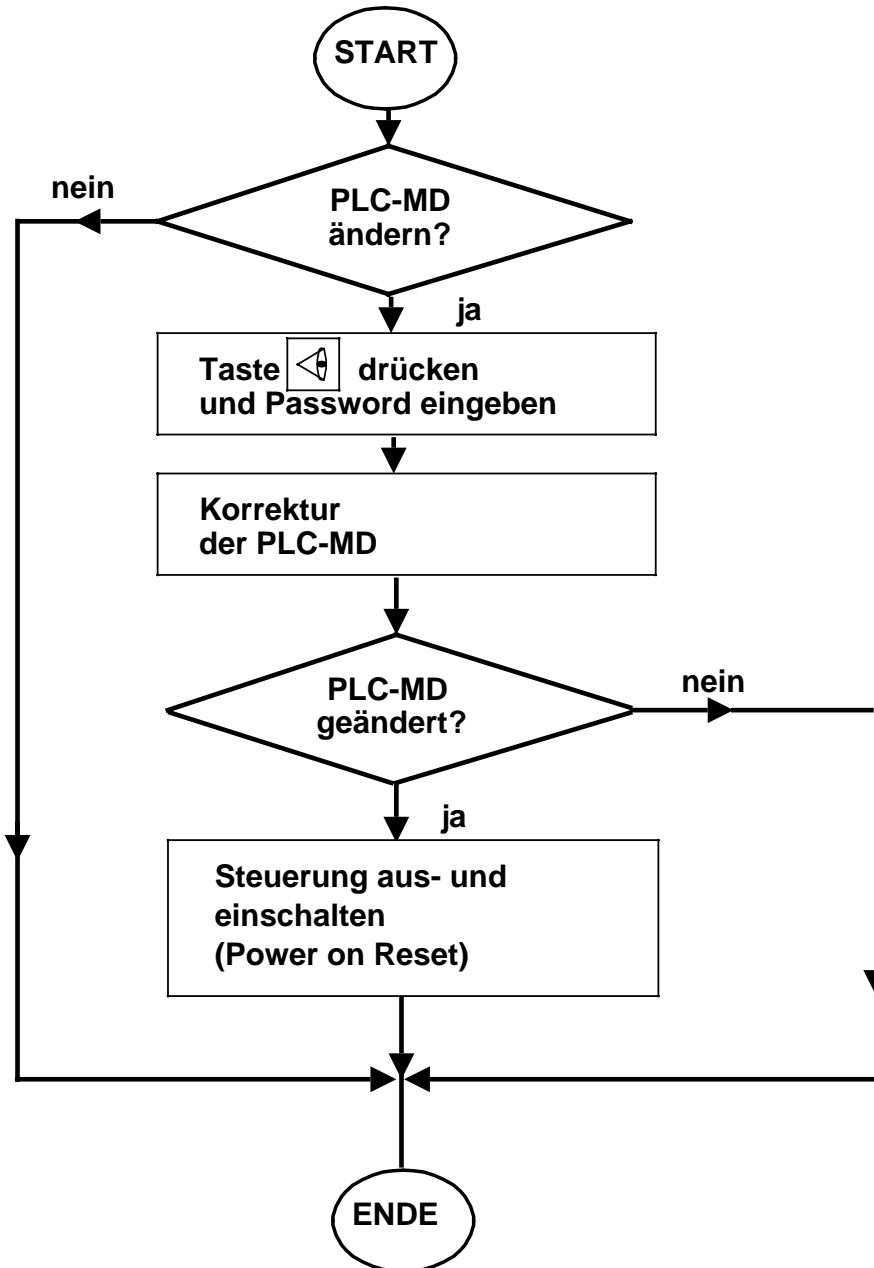 START
nein
PLC-MD
ändern?
ja
Taste drücken
und Password eingeben
Korrektur
der PLC-MD
PLC-MD
geändert?
nein
ja
Steuerung aus- und
einschalten
(Power on Reset)
ENDE